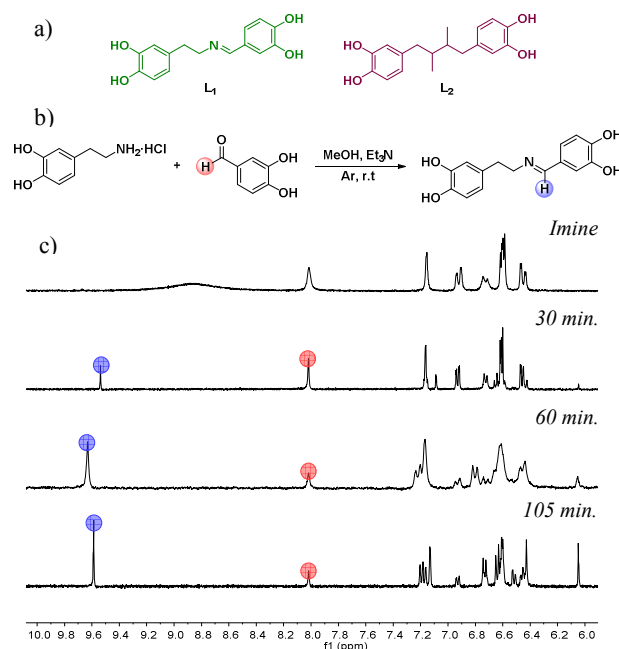 a)
HO
HO
N
OH
OH
L1
HO
HO
OH
OH
L2
b)
HO
HO
NH2·HCl
+
O
H
OH
OH
MeOH, Et3N
Ar, r.t
HO
HO
N
H
OH
OH
c)
Imine
30 min.
60 min.
105 min.
10.0 9.8 9.6 9.4 9.2 9.0 8.8 8.6 8.4 8.2 8.0 7.8 7.6 7.4 7.2 7.0 6.8 6.6 6.4 6.2 6.0
f1 (ppm)